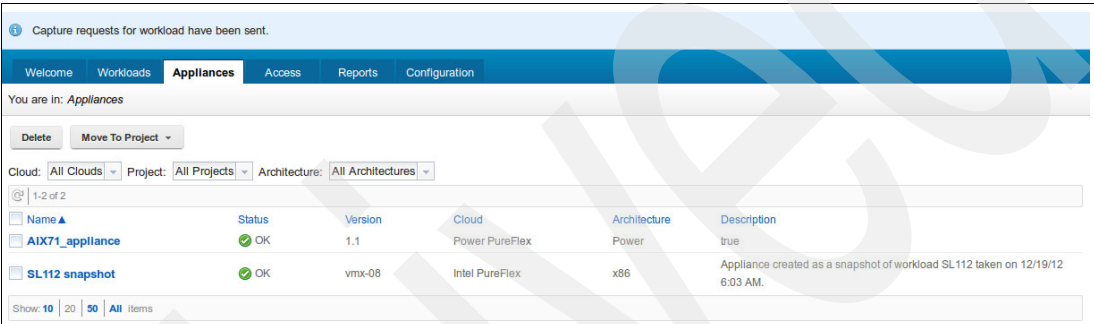 Capture requests for workload have been sent.
Welcome Workloads Appliances Access Reports Configuration
You are in: Appliances
Delete Move To Project
Cloud: All Clouds Project: All Projects Architecture: All Architectures
1-2 of 2
Name▲ Status Version Cloud Architecture Description
AIX71_appliance OK 1.1 Power PureFlex Power true
SL112 snapshot OK vmx-08 Intel PureFlex x86 Appliance created as a snapshot of workload SL112 taken on 12/19/12
6:03 AM.
Show: 10 | 20 | 50 | All items